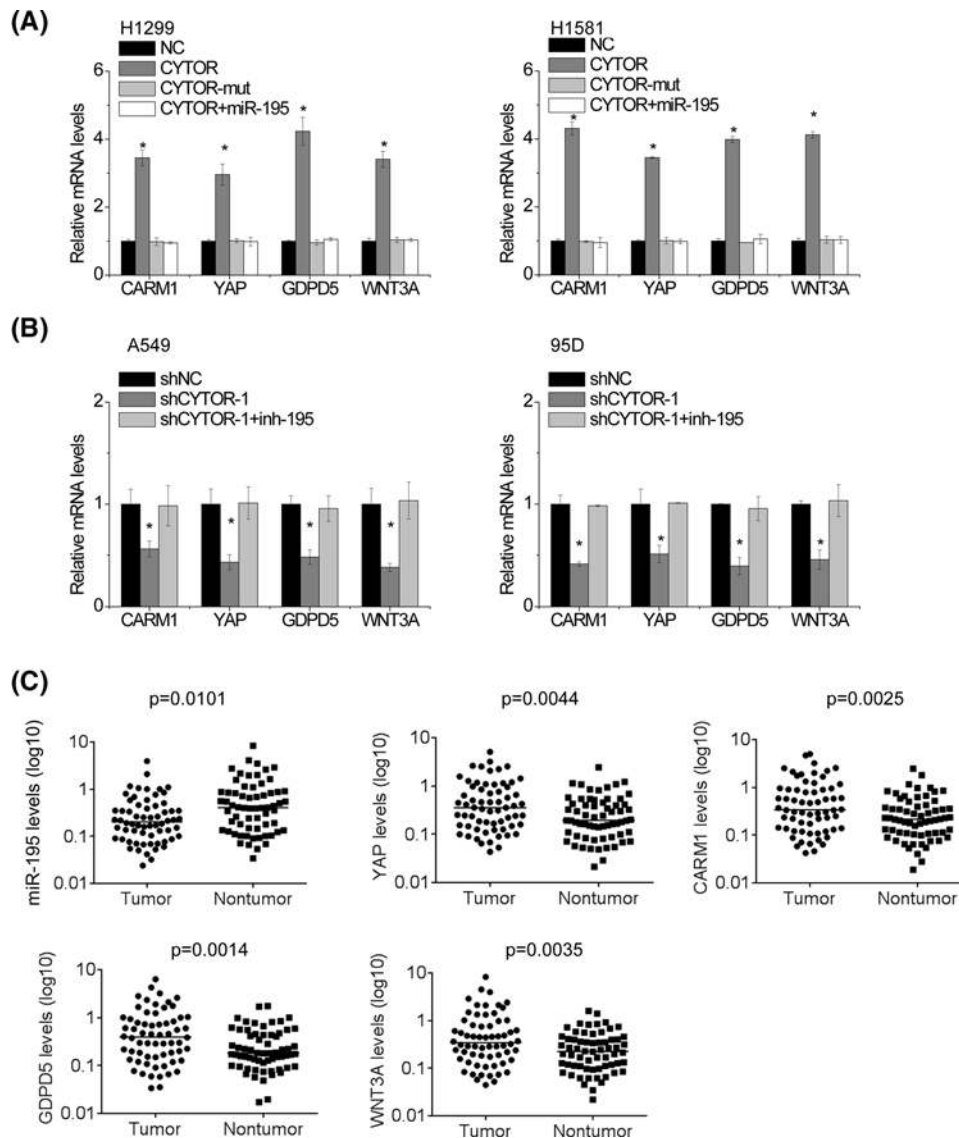 (A)
H1299
NC
CYTOR
CYTOR-mut
CYTOR+miR-195
Relative mRNA levels
6
4
2
0
CARM1 YAP GDPD5 WNT3A
* * * *
H1581
NC
CYTOR
CYTOR-mut
CYTOR+miR-195
Relative mRNA levels
6
4
2
0
CARM1 YAP GDPD5 WNT3A
* * * *
(B)
A549
shNC
shCYTOR-1
shCYTOR-1+inh-195
Relative mRNA levels
2
1
0
CARM1 YAP GDPD5 WNT3A
* * * *
95D
shNC
shCYTOR-1
shCYTOR-1+inh-195
Relative mRNA levels
2
1
0
CARM1 YAP GDPD5 WNT3A
* * * *
(C)
p=0.0101
miR-195 levels (log10)
10
1
0.1
0.01
Tumor Nontumor
p=0.0044
YAP levels (log10)
10
1
0.1
0.01
Tumor Nontumor
p=0.0025
CARM1 levels (log10)
10
1
0.1
0.01
Tumor Nontumor
p=0.0014
GDPD5 levels (log10)
10
1
0.1
0.01
Tumor Nontumor
p=0.0035
WNT3A levels (log10)
10
1
0.1
0.01
Tumor Nontumor